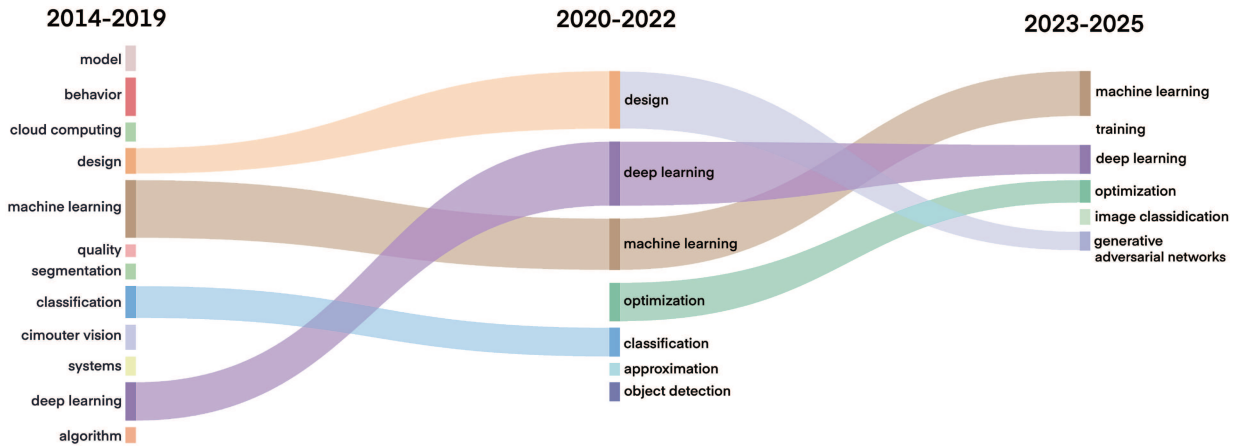 2014-2019
model
behavior
cloud computing
design
machine learning
quality
segmentation
classification
cimouter vision
systems
deep learning
algorithm
2020-2022
design
deep learning
machine learning
optimization
classification
approximation
object detection
2023-2025
machine learning
training
deep learning
optimization
image classidication
generative
adversarial networks